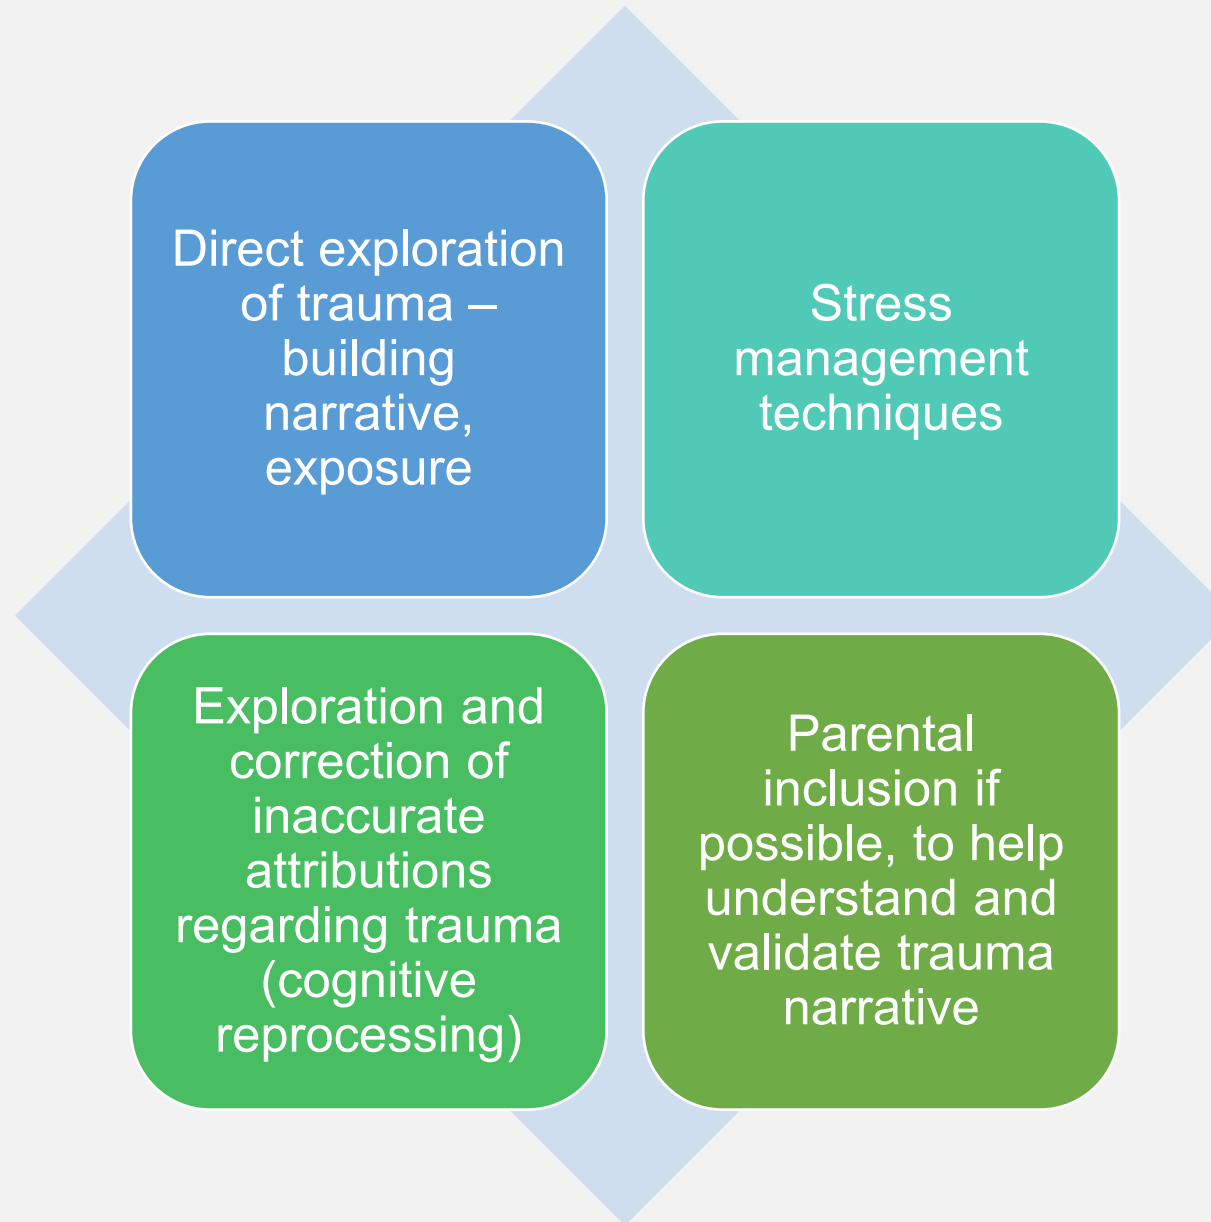 Direct exploration
of trauma –
building
narrative,
exposure
Stress
management
techniques
Exploration and
correction of
inaccurate
attributions
regarding trauma
(cognitive
reprocessing)
Parental
inclusion if
possible, to help
understand and
validate trauma
narrative